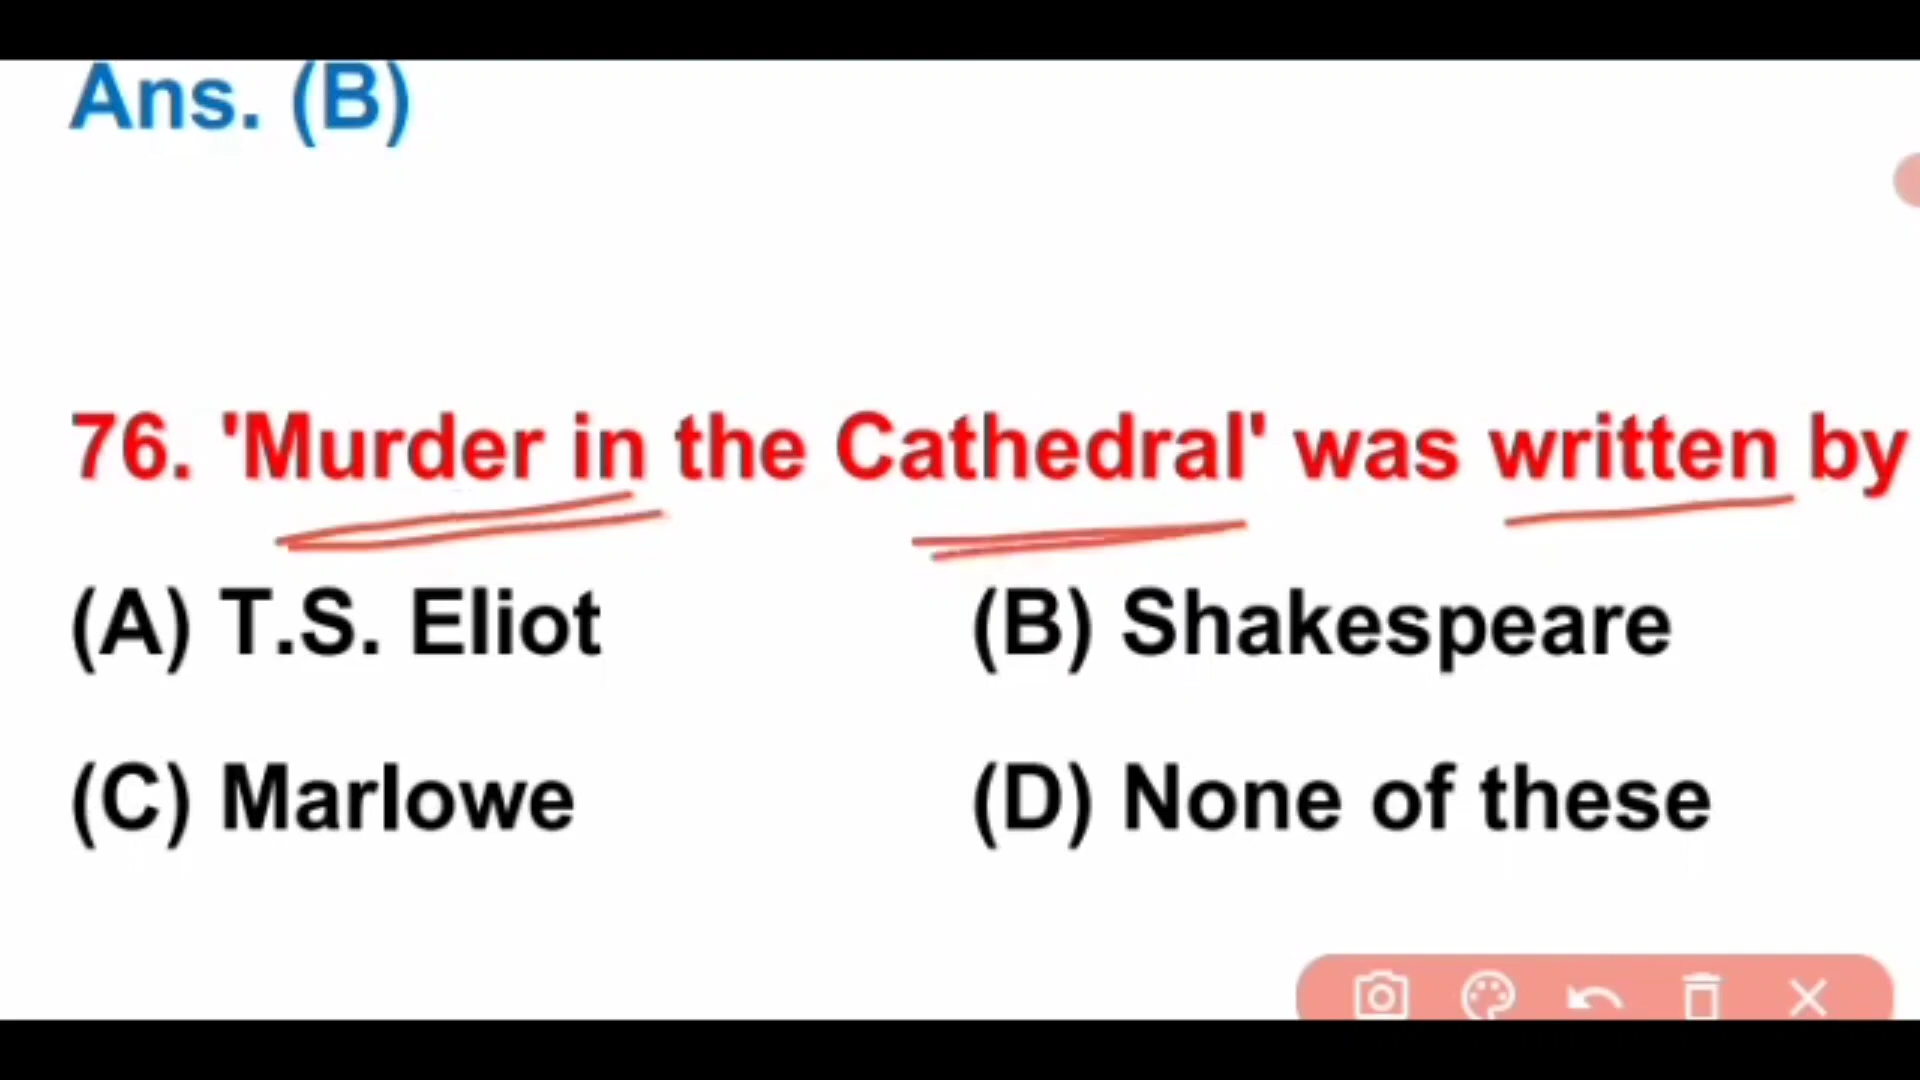 Ans. (B)
76. 'Murder in the Cathedral' was written by
(A) T.S. Eliot (B) Shakespeare
(C) Marlowe (D) None of these